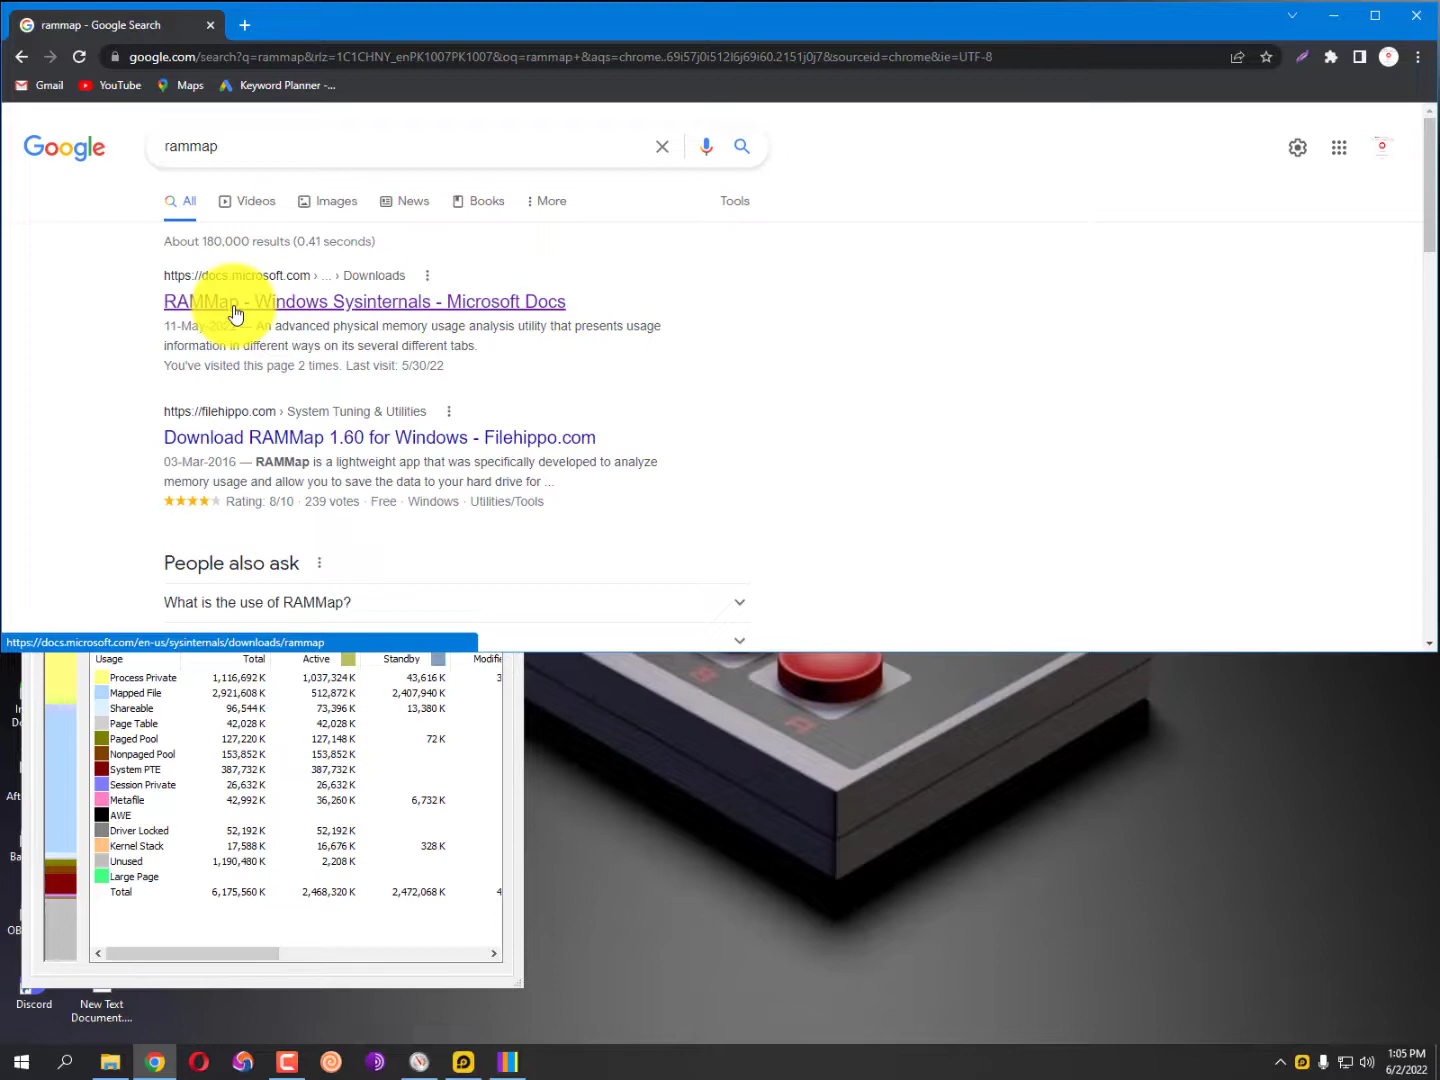 rammap - Google Search
google.com/search?q=rammap&rlz=1C1CHNY_enPK1007PK1007&oq=rammap+&aqs=chrome..69i57j0i512l6j69i60.2151j0j7&sourceid=chrome&ie=UTF-8
Gmail YouTube Maps Keyword Planner -...
Google
rammap
All Videos Images News Books More Tools
About 180,000 results (0.41 seconds)
https://docs.microsoft.com › ... › Downloads
RAMMap - Windows Sysinternals - Microsoft Docs
11-May — An advanced physical memory usage analysis utility that presents usage
information in different ways on its several different tabs.
You've visited this page 2 times. Last visit: 5/30/22
https://filehippo.com › System Tuning & Utilities
Download RAMMap 1.60 for Windows - Filehippo.com
03-Mar-2016 — RAMMap is a lightweight app that was specifically developed to analyze
memory usage and allow you to save the data to your hard drive for ...
Rating: 8/10 · 239 votes · Free · Windows · Utilities/Tools
People also ask
What is the use of RAMMap?
https://docs.microsoft.com/en-us/sysinternals/downloads/rammap
Usage Total Active Standby Modifie
Process Private 1,116,692 K 1,037,324 K 43,616 K 3
Mapped File 2,921,608 K 512,872 K 2,407,940 K
Shareable 96,544 K 73,396 K 13,380 K
Page Table 42,028 K 42,028 K
Paged Pool 127,220 K 127,148 K 72 K
Nonpaged Pool 153,852 K 153,852 K
System PTE 387,732 K 387,732 K
Session Private 26,632 K 26,632 K
Metafile 42,992 K 36,260 K 6,732 K
AWE
Driver Locked 52,192 K 52,192 K
Kernel Stack 17,588 K 16,676 K 328 K
Unused 1,190,480 K 2,208 K
Large Page
Total 6,175,560 K 2,468,320 K 2,472,068 K 4
In
Do
Aft
Ba
OB
B
A
Discord
New Text
Document....
1:05 PM
6/2/2022